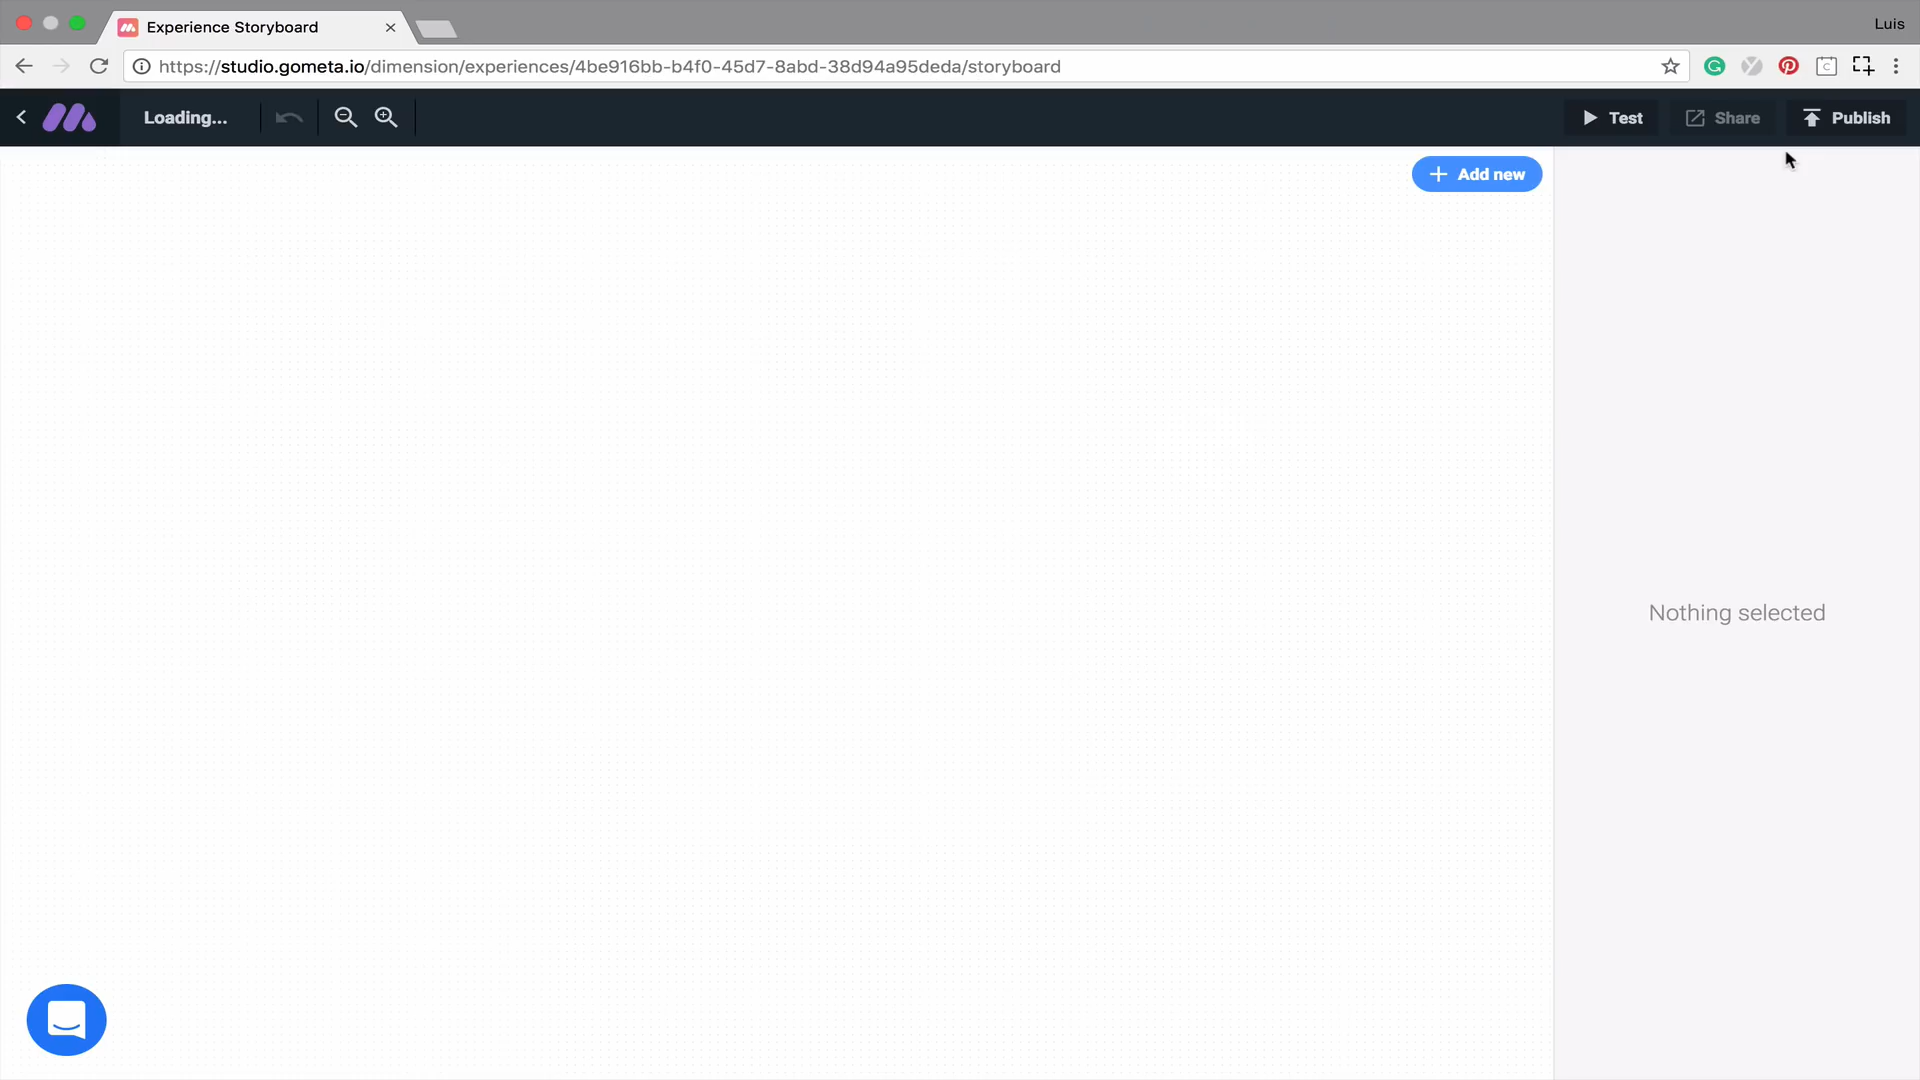 Experience Storyboard
Luis
https://studio.gometa.io/dimension/experiences/4be916bb-b4f0-45d7-8abd-38d94a95deda/storyboard
Loading...
Test
Share
Publish
Add new
Nothing selected